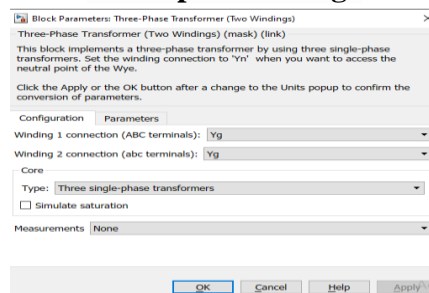 Block Parameters: Three-Phase Transformer (Two Windings)
Three-Phase Transformer (Two Windings) (mask) (link)
This block implements a three-phase transformer by using three single-phase
transformers. Set the winding connection to 'Yn' when you want to access the
neutral point of the Wye.
Click the Apply or the OK button after a change to the Units popup to confirm the
conversion of parameters.
Configuration Parameters
Winding 1 connection (ABC terminals): Yg
Winding 2 connection (abc terminals): Yg
Core
Type: Three single-phase transformers
Simulate saturation
Measurements None
OK Cancel Help Apply